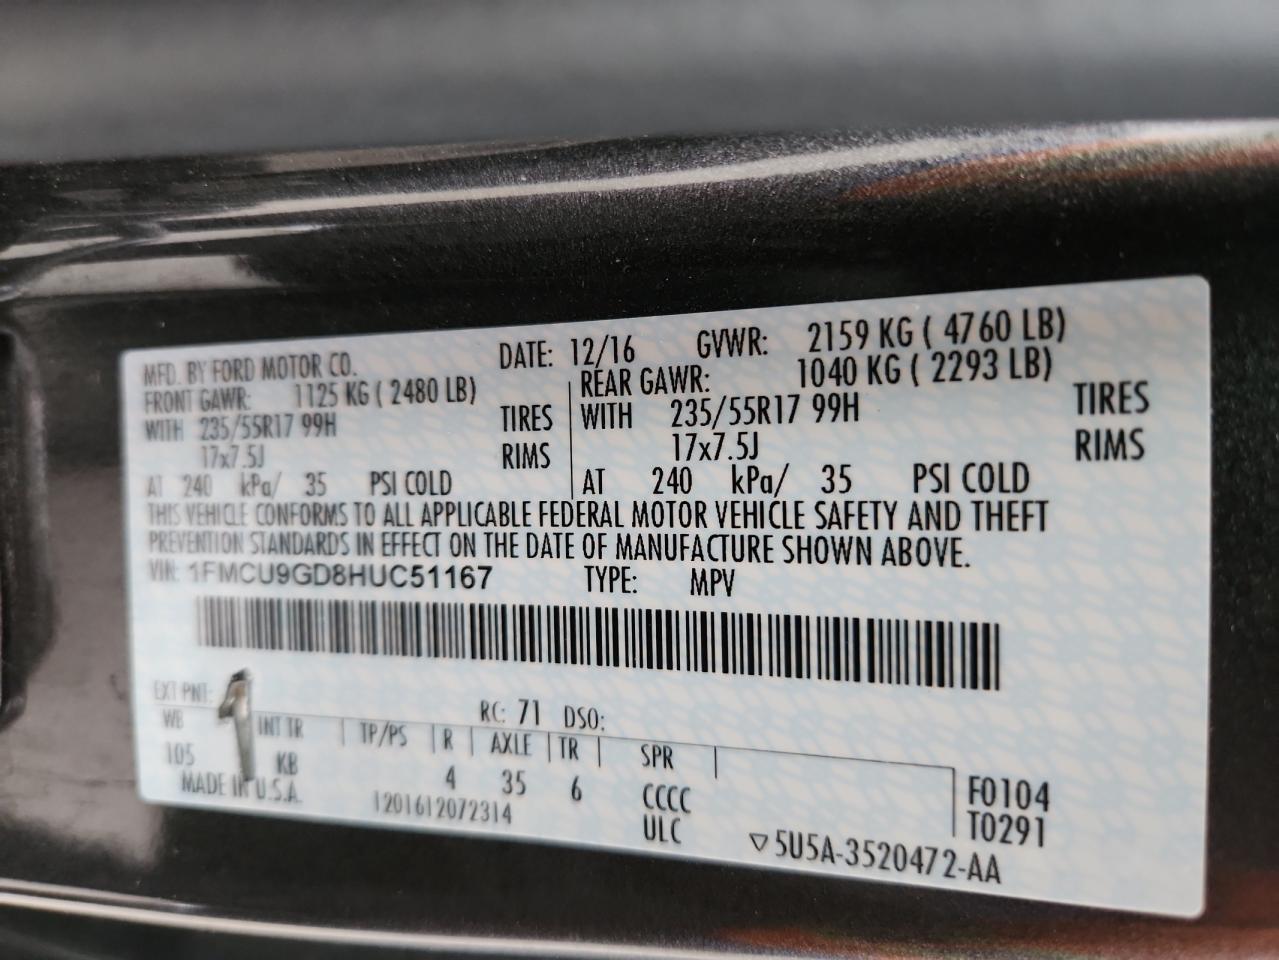 MFD. BY FORD MOTOR CO. DATE: 12/16 GVWR: 2159 KG ( 4760 LB)
FRONT GAWR: 1125 KG ( 2480 LB) REAR GAWR: 1040 KG ( 2293 LB)
WITH 235/55R17 99H TIRES WITH 235/55R17 99H TIRES
17x7.5J RIMS 17x7.5J RIMS
AT 240 kPa/ 35 PSI COLD AT 240 kPa/ 35 PSI COLD
THIS VEHICLE CONFORMS TO ALL APPLICABLE FEDERAL MOTOR VEHICLE SAFETY AND THEFT
PREVENTION STANDARDS IN EFFECT ON THE DATE OF MANUFACTURE SHOWN ABOVE.
VIN: 1FMCU9GD8HUC51167 TYPE: MPV
EXT PNT: RC: 71 DSO:
WB INT TR TP/PS R AXLE TR SPR
105 KB 4 35 6 CCCC F0104
MADE IN U.S.A. 1201612072314 ULC T0291
▽5U5A-3520472-AA